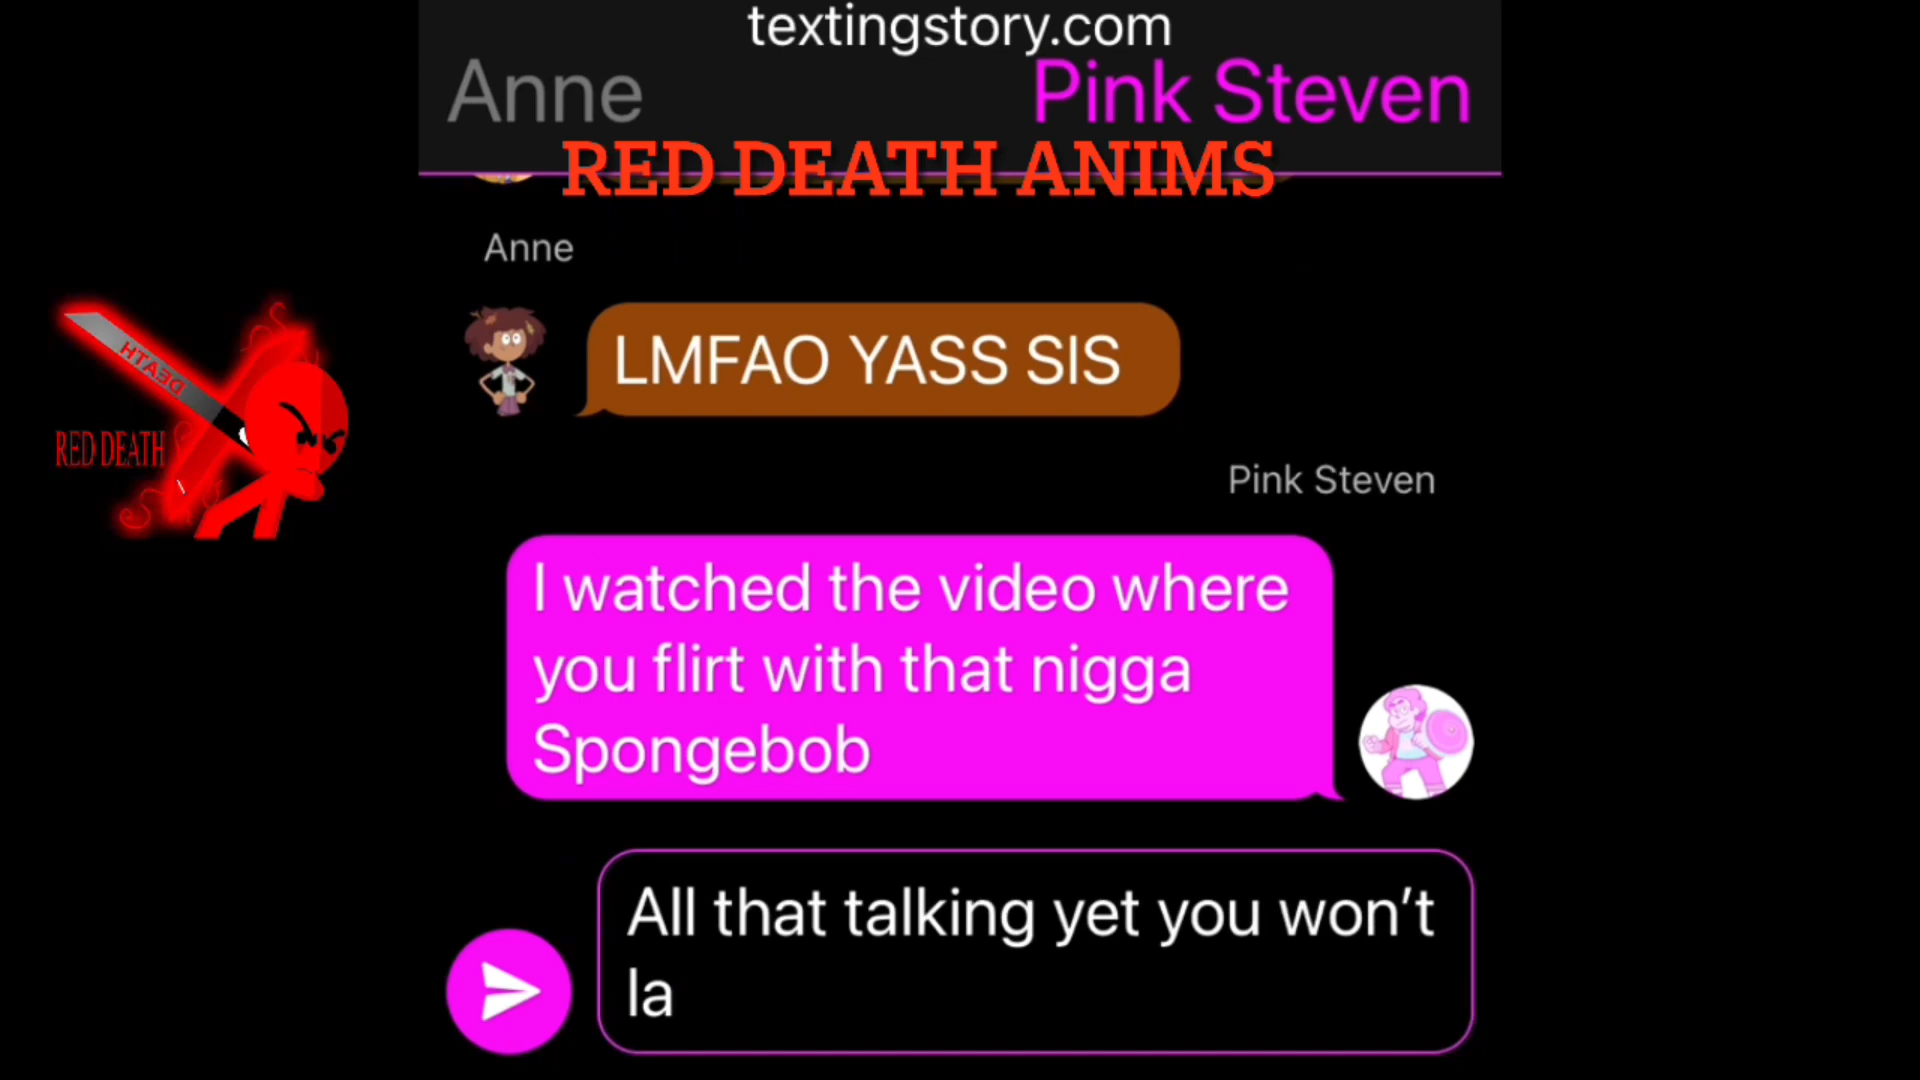 textingstory.com
Anne
Pink Steven
RED DEATH ANIMS
Anne
LMFAO YASS SIS
DEATH
RED DEATH
Pink Steven
I watched the video where
you flirt with that nigga
Spongebob
All that talking yet you won't
la